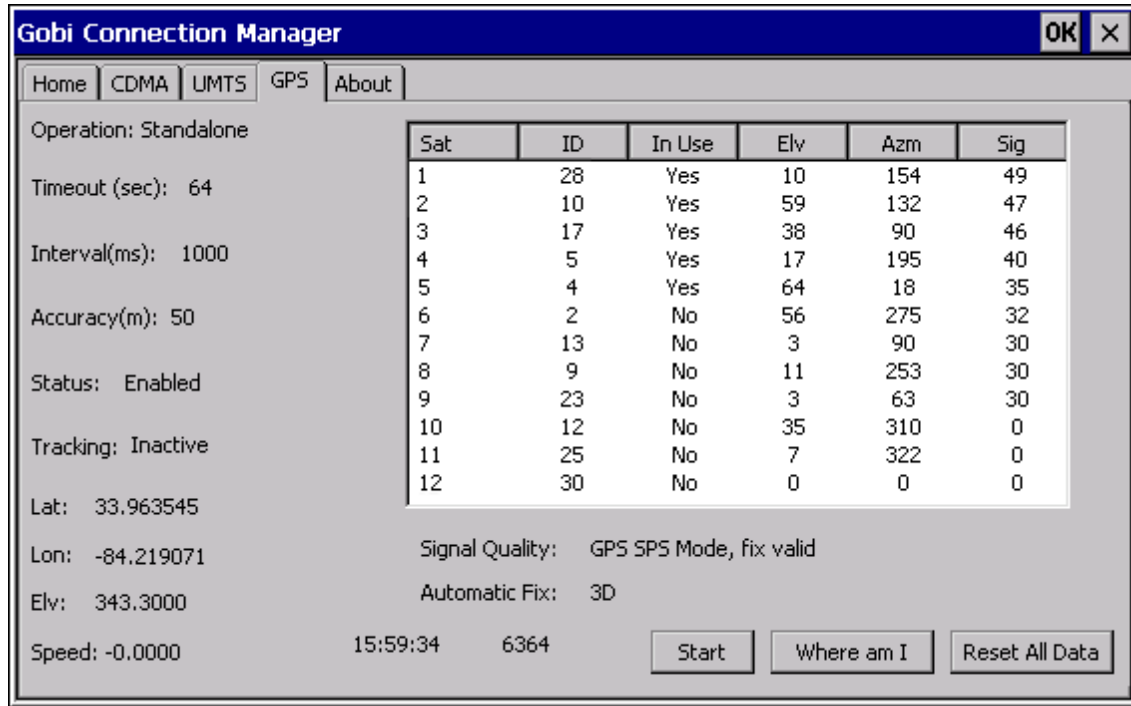 Gobi Connection Manager OK ×
Home CDMA UMTS GPS About
Operation: Standalone
Timeout (sec): 64
Interval(ms): 1000
Accuracy(m): 50
Status: Enabled
Tracking: Inactive
Lat: 33.963545
Lon: -84.219071
Elv: 343.3000
Speed: -0.0000
Sat ID In Use Elv Azm Sig
1 28 Yes 10 154 49
2 10 Yes 59 132 47
3 17 Yes 38 90 46
4 5 Yes 17 195 40
5 4 Yes 64 18 35
6 2 No 56 275 32
7 13 No 3 90 30
8 9 No 11 253 30
9 23 No 3 63 30
10 12 No 35 310 0
11 25 No 7 322 0
12 30 No 0 0 0
Signal Quality: GPS SPS Mode, fix valid
Automatic Fix: 3D
15:59:34 6364 Start Where am I Reset All Data